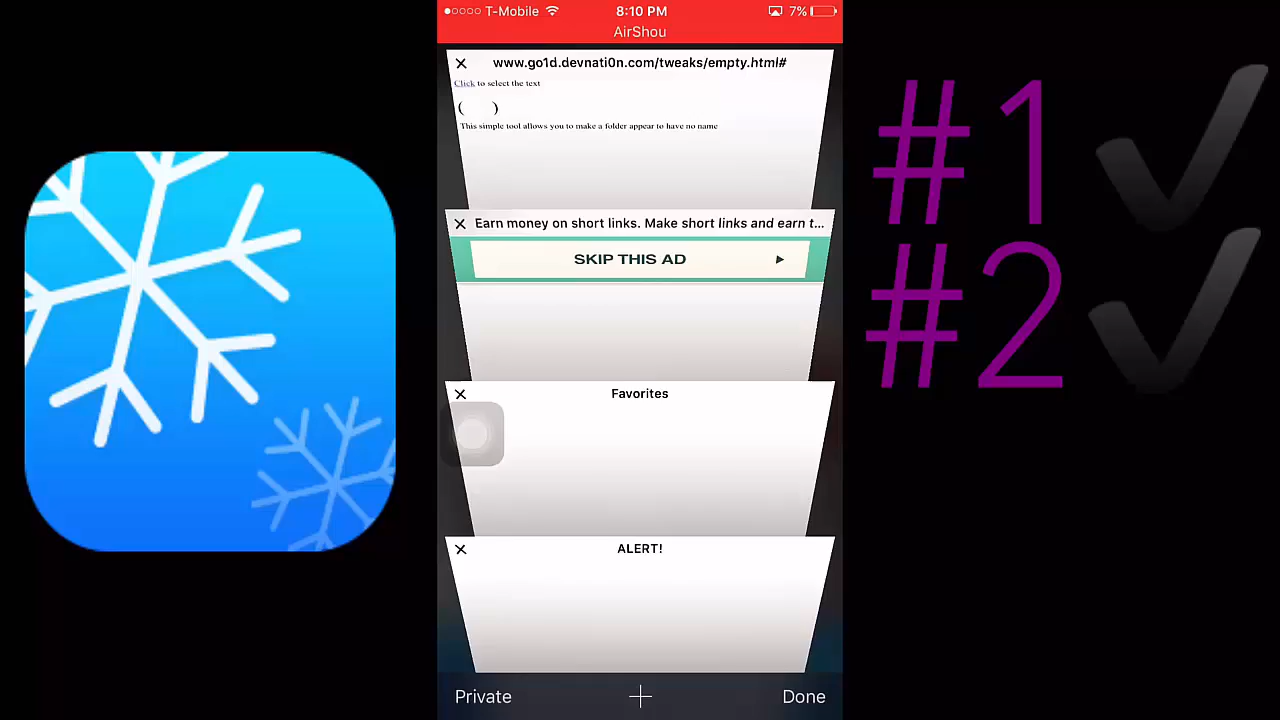 T-Mobile 8:10 PM 7%
AirShou
www.go1d.devnati0n.com/tweaks/empty.html#
Click to select the text
( )
This simple tool allows you to make a folder appear to have no name
Earn money on short links. Make short links and earn t...
SKIP THIS AD
Favorites
ALERT!
Private + Done
#1✓
#2✓